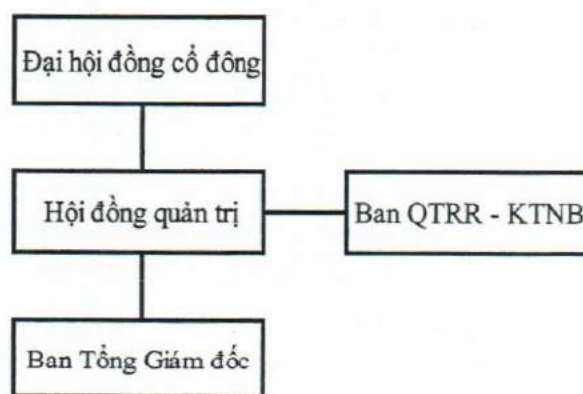 Đại hội đồng cổ đông
Hội đồng quản trị
Ban QTRR - KTNB
Ban Tổng Giám đốc